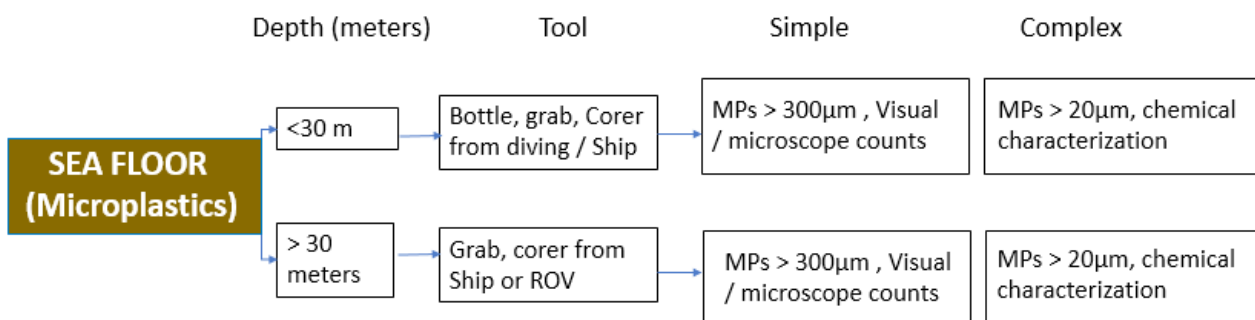 Depth (meters) Tool Simple Complex
SEA FLOOR
(Microplastics)
<30 m
Bottle, grab, Corer
from diving / Ship
MPs > 300µm , Visual
/ microscope counts
MPs > 20µm, chemical
characterization
> 30
meters
Grab, corer from
Ship or ROV
MPs > 300µm , Visual
/ microscope counts
MPs > 20µm, chemical
characterization